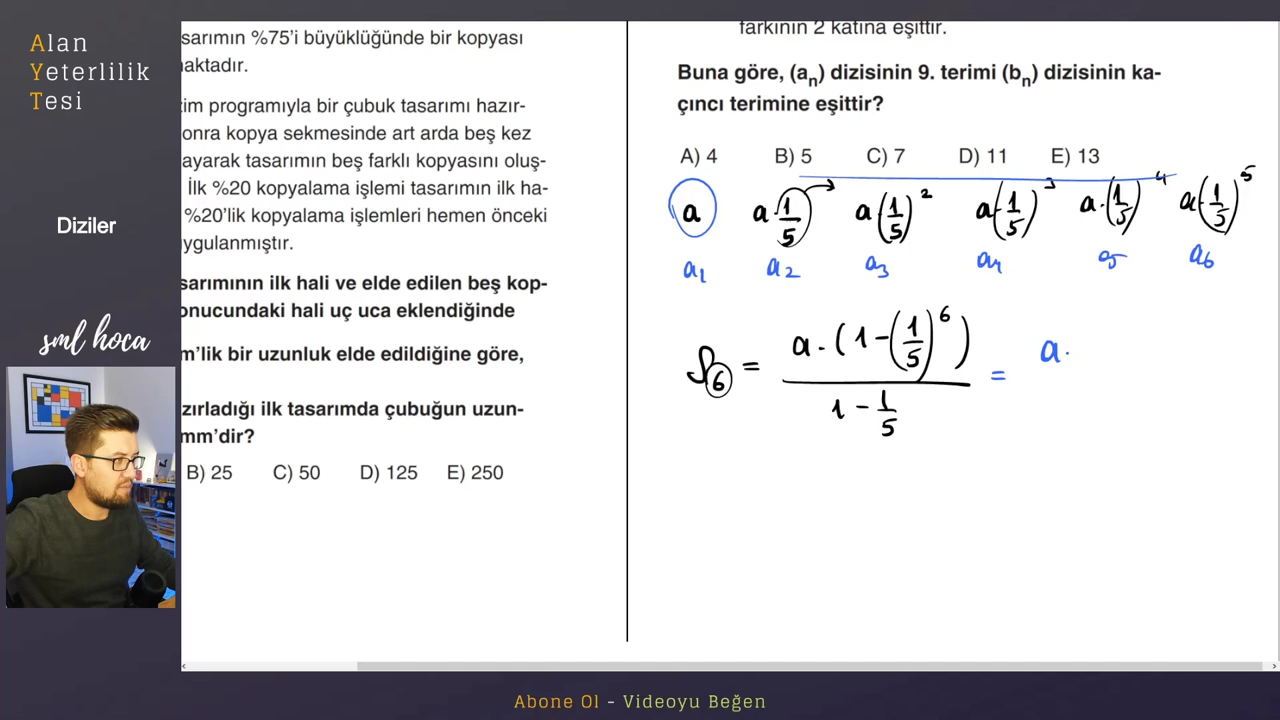 Alan
Yeterlilik
Tesi
Diziler
sml hoca
sarımın %75'i büyüklüğünde bir kopyası
naktadır.
zim programıyla bir çubuk tasarımı hazır-
onra kopya sekmesinde art arda beş kez
ayarak tasarımın beş farklı kopyasını oluş-
İlk %20 kopyalama işlemi tasarımın ilk ha-
%20'lik kopyalama işlemleri hemen önceki
uygulanmıştır.
sarımının ilk hali ve elde edilen beş kop-
onucundaki hali uç uca eklendiğinde
m'lik bir uzunluk elde edildiğine göre,
zırladığı ilk tasarımda çubuğun uzun-
mm'dir?
B) 25 C) 50 D) 125 E) 250
farkının 2 katına eşittir.
Buna göre, (aₙ) dizisinin 9. terimi (bₙ) dizisinin ka-
çıncı terimine eşittir?
A) 4 B) 5 C) 7 D) 11 E) 13
a a·1/5 a(1/5)² a·(1/5)³ a·(1/5)⁴ a·(1/5)⁵
a₁ a₂ a₃ a₄ a₅ a₆
S₆ = a·(1-(1/5)⁶) / 1-1/5 = a·
Abone Ol - Videoyu Beğen